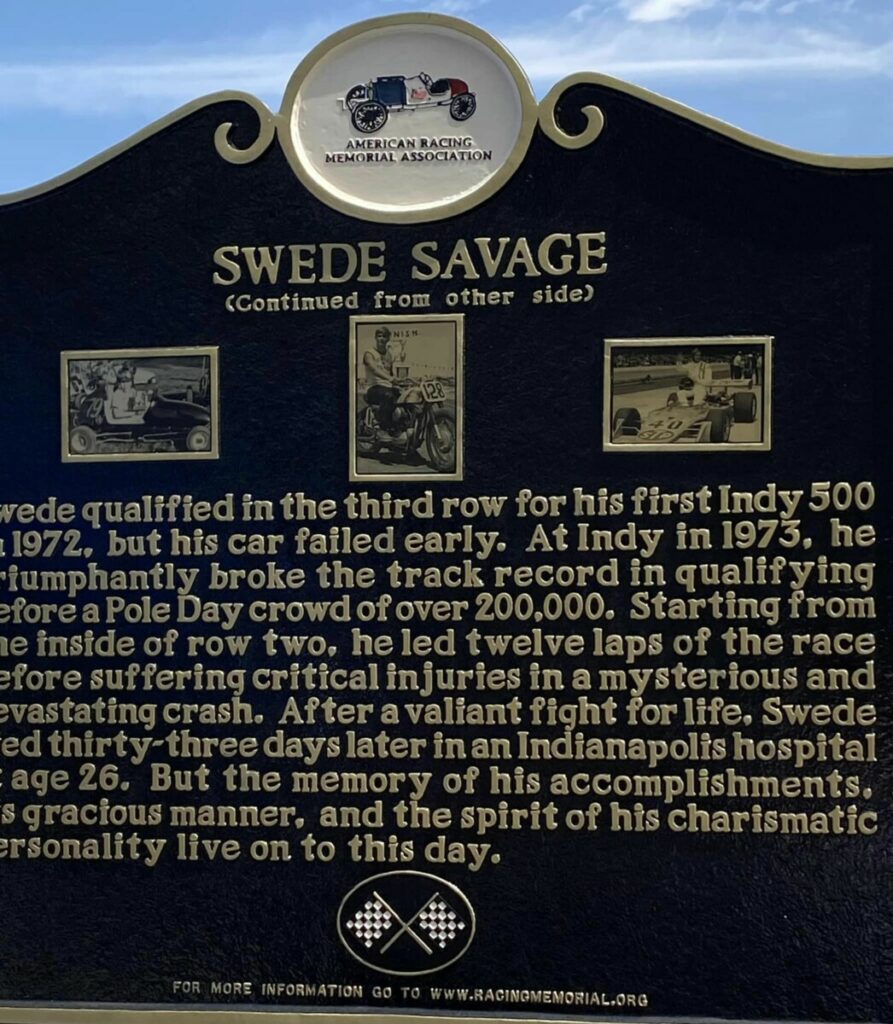 AMERICAN RACING
MEMORIAL ASSOCIATION
SWEDE SAVAGE
(Continued from other side)
NISH
128
40
wede qualified in the third row for his first Indy 500
1972, but his car failed early. At Indy in 1973, he
riumphantly broke the track record in qualifying
efore a Pole Day crowd of over 200,000. Starting from
he inside of row two, he led twelve laps of the race
efore suffering critical injuries in a mysterious and
evastating crash. After a valiant fight for life, Swede
ed thirty-three days later in an Indianapolis hospital
age 26. But the memory of his accomplishments,
s gracious manner, and the spirit of his charismatic
ersonality live on to this day.
FOR MORE INFORMATION GO TO WWW.RACINGMEMORIAL.ORG